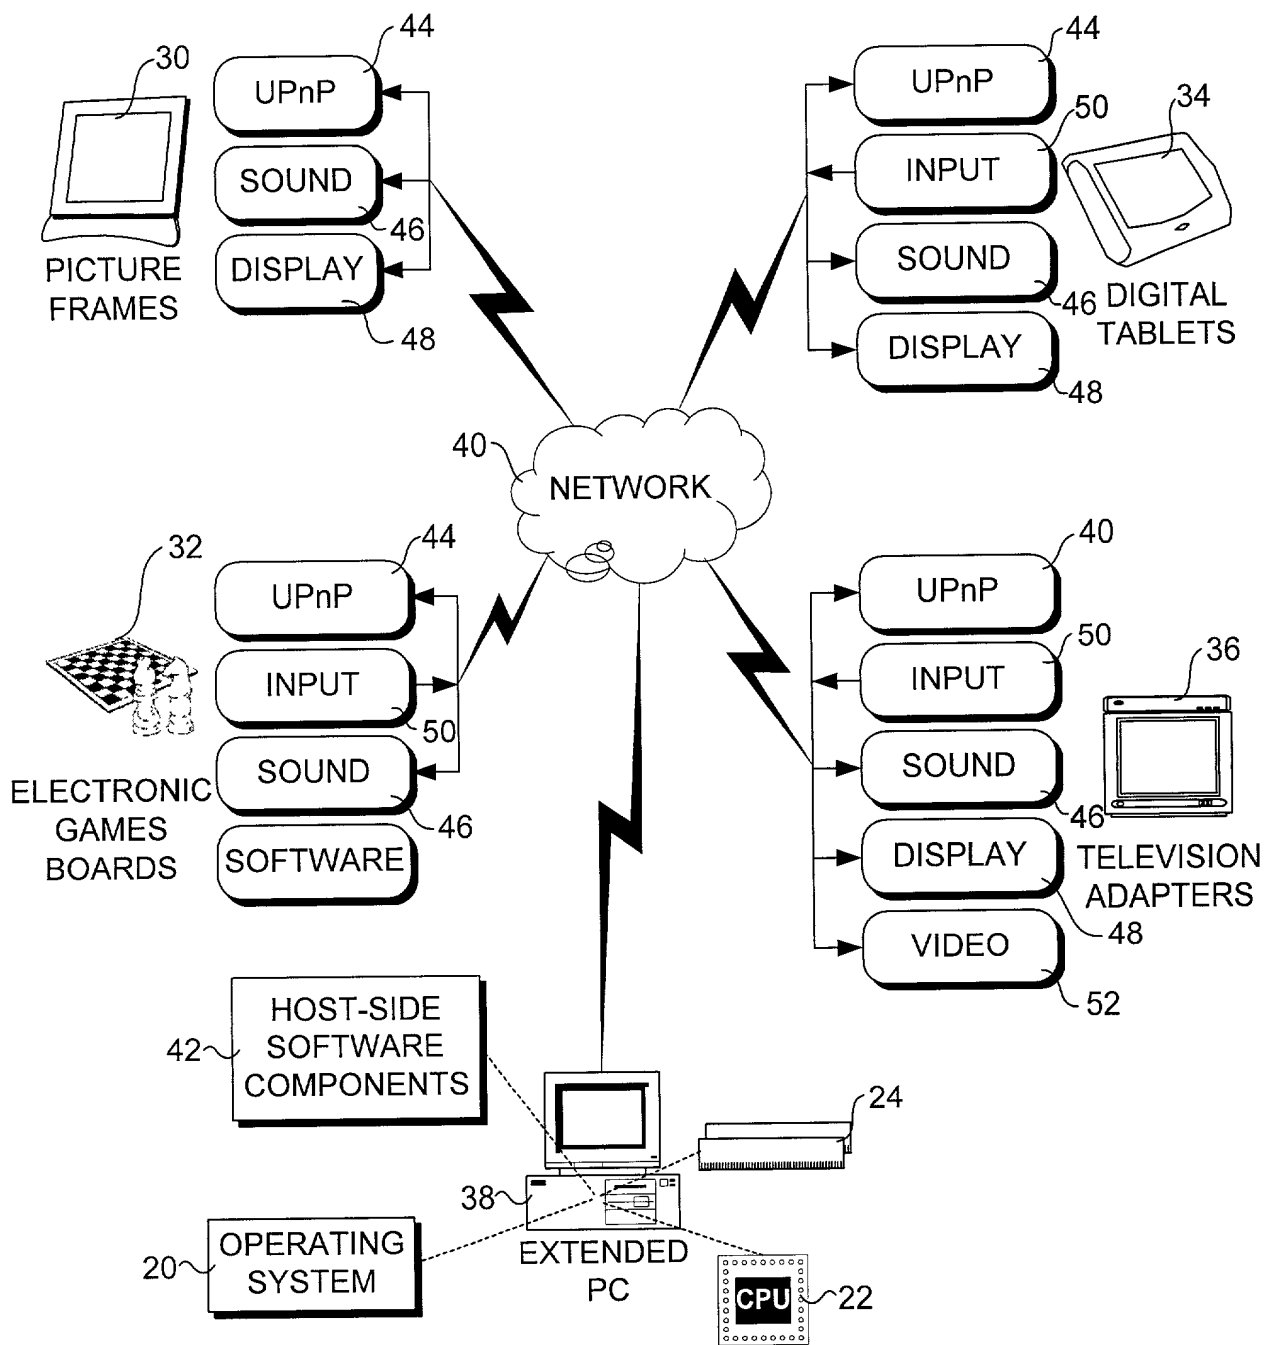 30
PICTURE
FRAMES
44
UPnP
SOUND
46
DISPLAY
48
44
UPnP
50
INPUT
34
SOUND
46
DIGITAL
TABLETS
DISPLAY
48
40
NETWORK
32
ELECTRONIC
GAMES
BOARDS
44
UPnP
INPUT
50
SOUND
46
SOFTWARE
40
UPnP
50
INPUT
36
SOUND
46
TELEVISION
ADAPTERS
DISPLAY
48
VIDEO
52
42
HOST-SIDE
SOFTWARE
COMPONENTS
24
38
EXTENDED
PC
20
OPERATING
SYSTEM
CPU
22